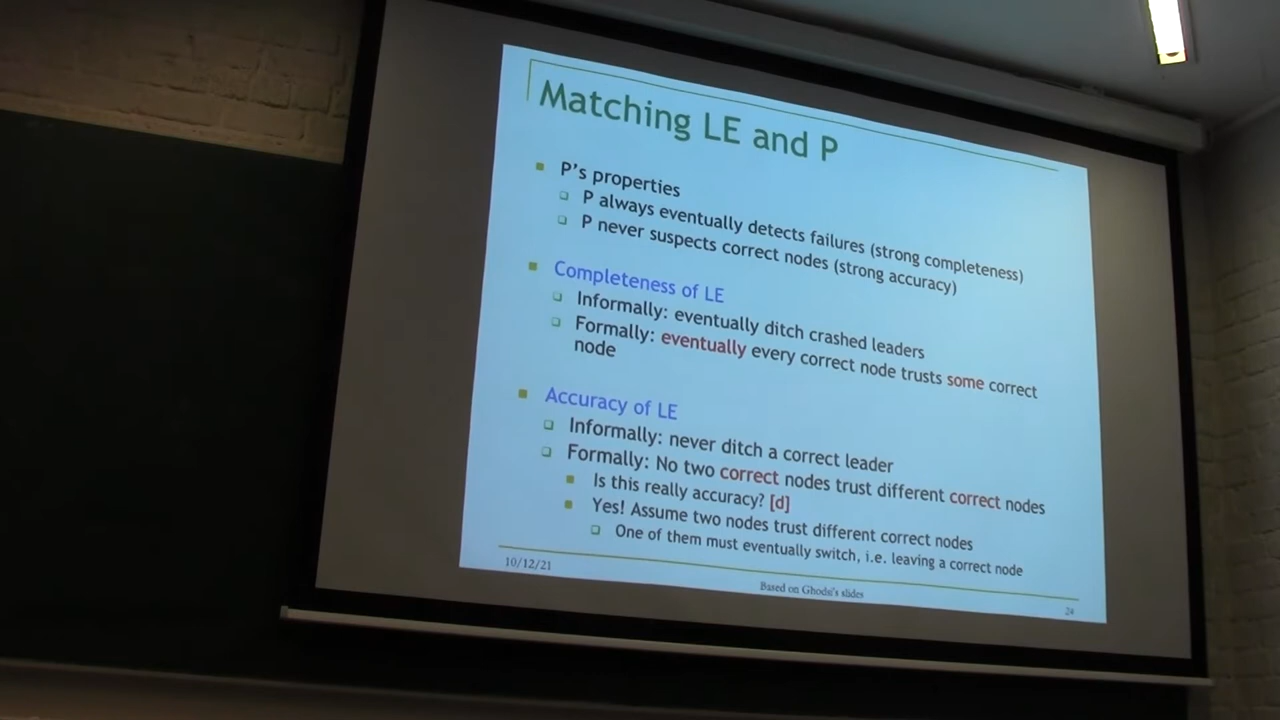 Matching LE and P
P's properties
P always eventually detects failures (strong completeness)
P never suspects correct nodes (strong accuracy)
Completeness of LE
Informally: eventually ditch crashed leaders
Formally: eventually every correct node trusts some correct
node
Accuracy of LE
Informally: never ditch a correct leader
Formally: No two correct nodes trust different correct nodes
Is this really accuracy? [d]
Yes! Assume two nodes trust different correct nodes
One of them must eventually switch, i.e. leaving a correct node
10/12/21
Based on Ghodsi's slides
24